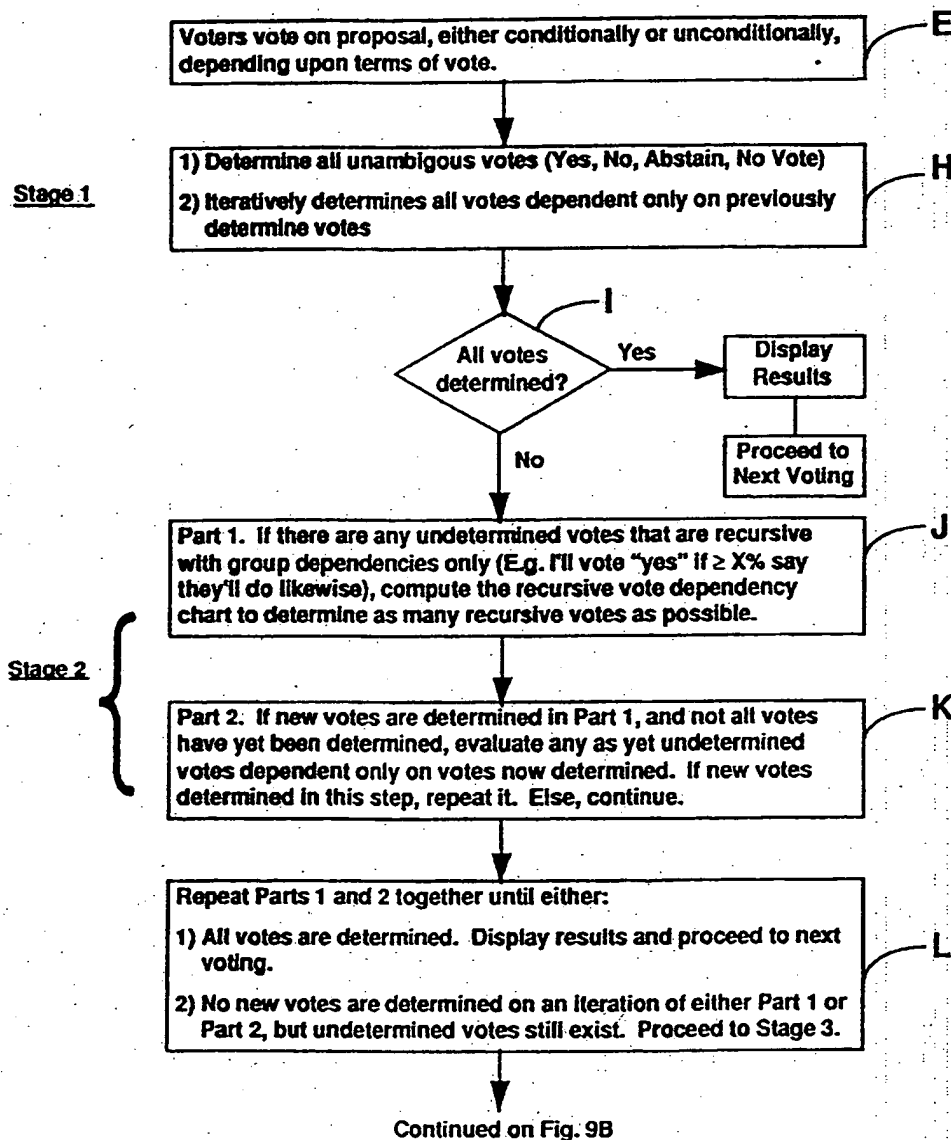 Voters vote on proposal, either conditionally or unconditionally,
depending upon terms of vote.
E
Stage 1
1) Determine all unambigous votes (Yes, No, Abstain, No Vote)
2) Iteratively determines all votes dependent only on previously
determine votes
H
I
All votes
determined?
Yes
Display
Results
No
Proceed to
Next Voting
Part 1. If there are any undetermined votes that are recursive
with group dependencies only (E.g. I'll vote "yes" if ≥ X% say
they'll do likewise), compute the recursive vote dependency
chart to determine as many recursive votes as possible.
J
Stage 2
Part 2. If new votes are determined in Part 1, and not all votes
have yet been determined, evaluate any as yet undetermined
votes dependent only on votes now determined. If new votes
determined in this step, repeat it. Else, continue.
K
Repeat Parts 1 and 2 together until either:
1) All votes are determined. Display results and proceed to next
voting.
2) No new votes are determined on an iteration of either Part 1 or
Part 2, but undetermined votes still exist. Proceed to Stage 3.
L
Continued on Fig. 9B